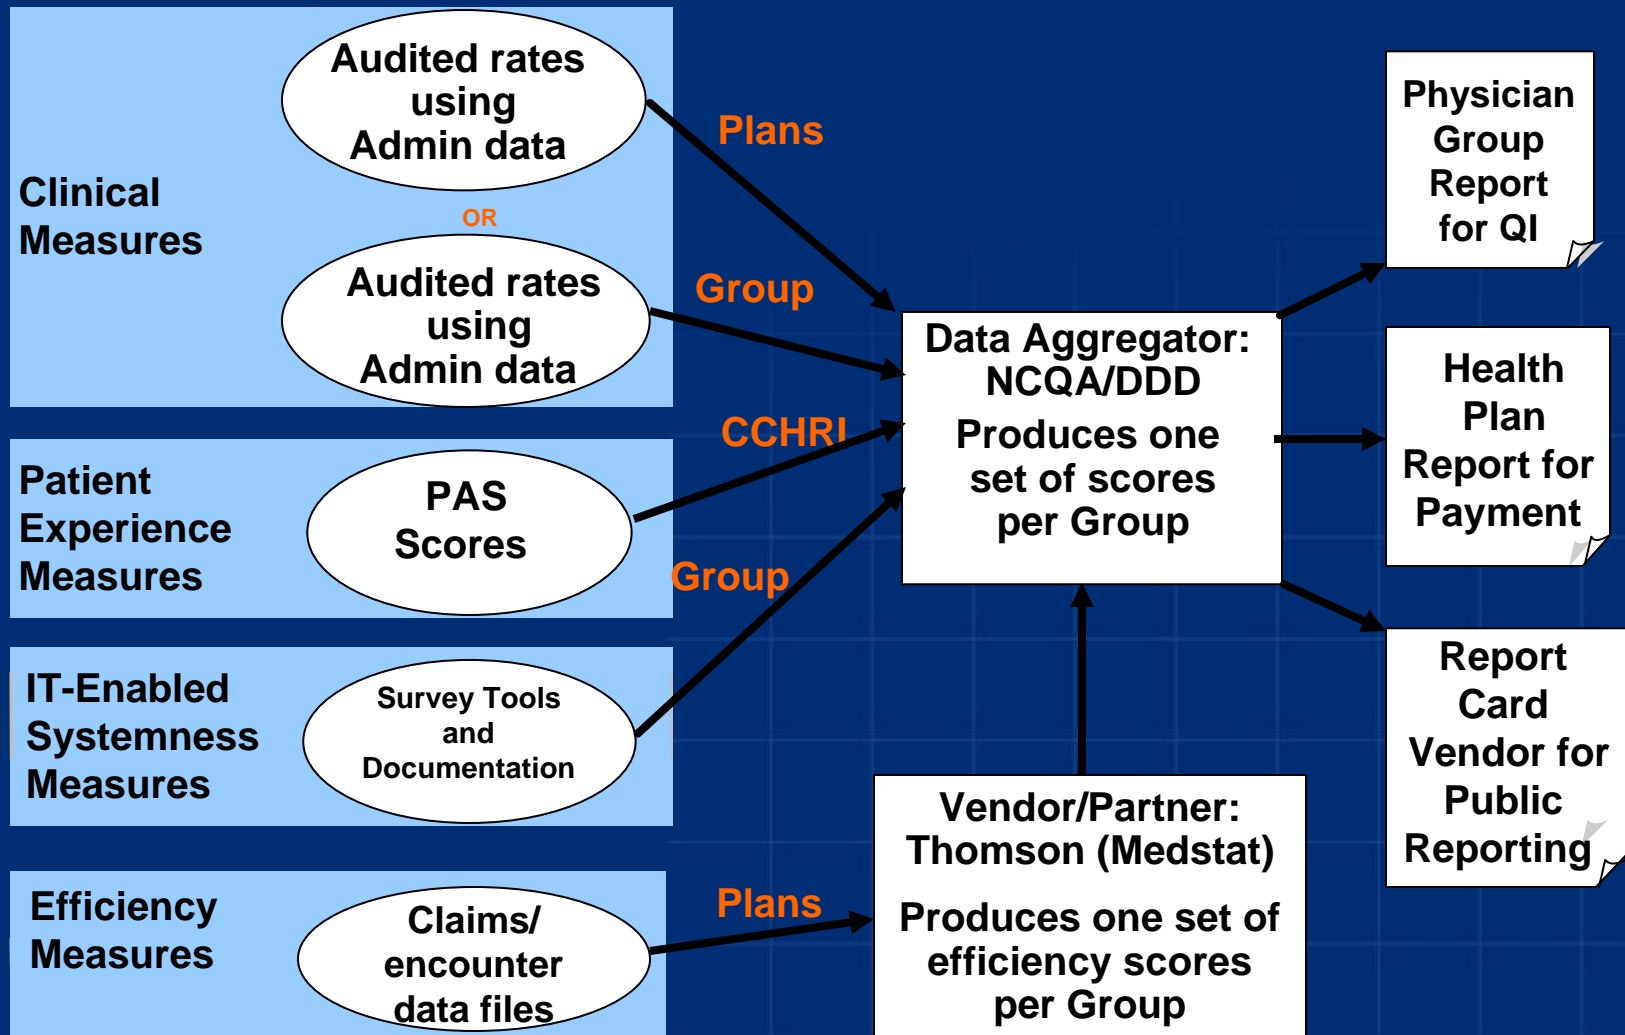 Clinical
Measures
Audited rates
using
Admin data
OR
Audited rates
using
Admin data
Plans
Group
Patient
Experience
Measures
PAS
Scores
CCHRI
IT-Enabled
Systemness
Measures
Survey Tools
and
Documentation
Group
Efficiency
Measures
Claims/
encounter
data files
Plans
Data Aggregator:
NCQA/DDD
Produces one
set of scores
per Group
Vendor/Partner:
Thomson (Medstat)
Produces one set of
efficiency scores
per Group
Physician
Group
Report
for QI
Health
Plan
Report for
Payment
Report
Card
Vendor for
Public
Reporting